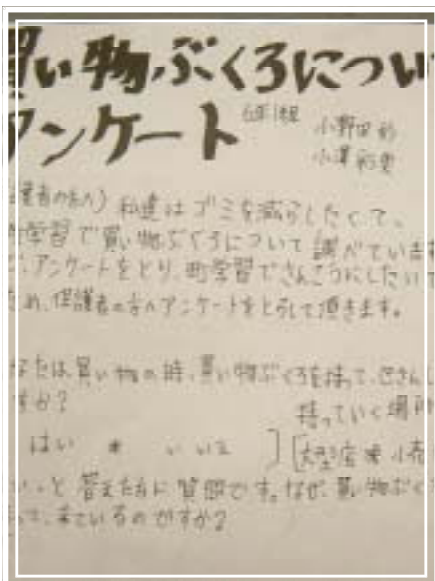 買い物ぶくろについ
アンケート
6年1組
小野田
小澤
護者の方へ) 私達はゴミを減らしたくて、
町学習で買い物ぶくろについて調べていま
アンケートをとり、町学習でさんこうにしたいで
保護者の方へアンケートをとらして頂きます。
なたは買い物の時、買い物ぶくろを持って
すか?
持っていく場所
はい ・ いいえ ] [大型店 ・ 小売
と答えた方に質問です。なぜ、買い物ぶく
って、来ているのですか?